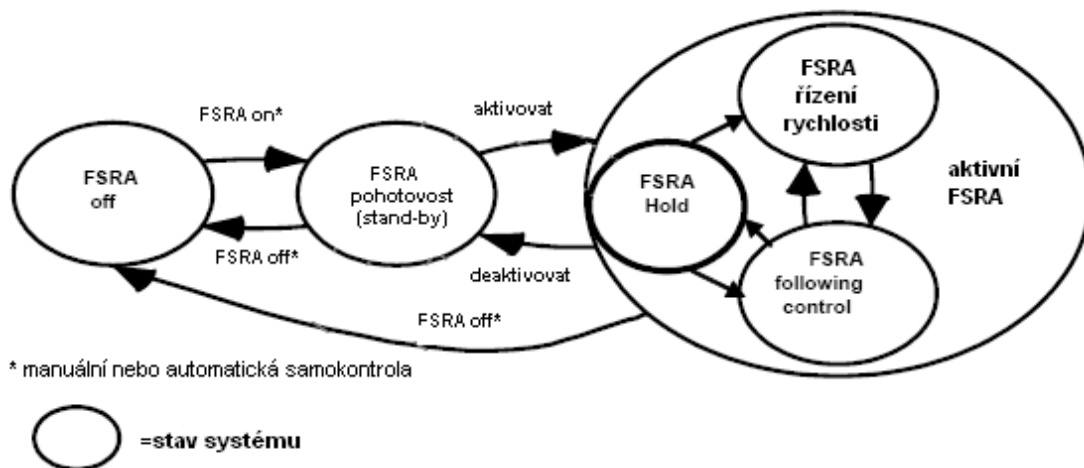 FSRA
off
FSRA on*
FSRA off*
FSRA
pohotovost
(stand-by)
aktivovat
deaktivovat
FSRA off*
FSRA
Hold
FSRA
řízení
rychlosti
FSRA
following
control
aktivní
FSRA
* manuální nebo automatická samokontrola
=stav systému